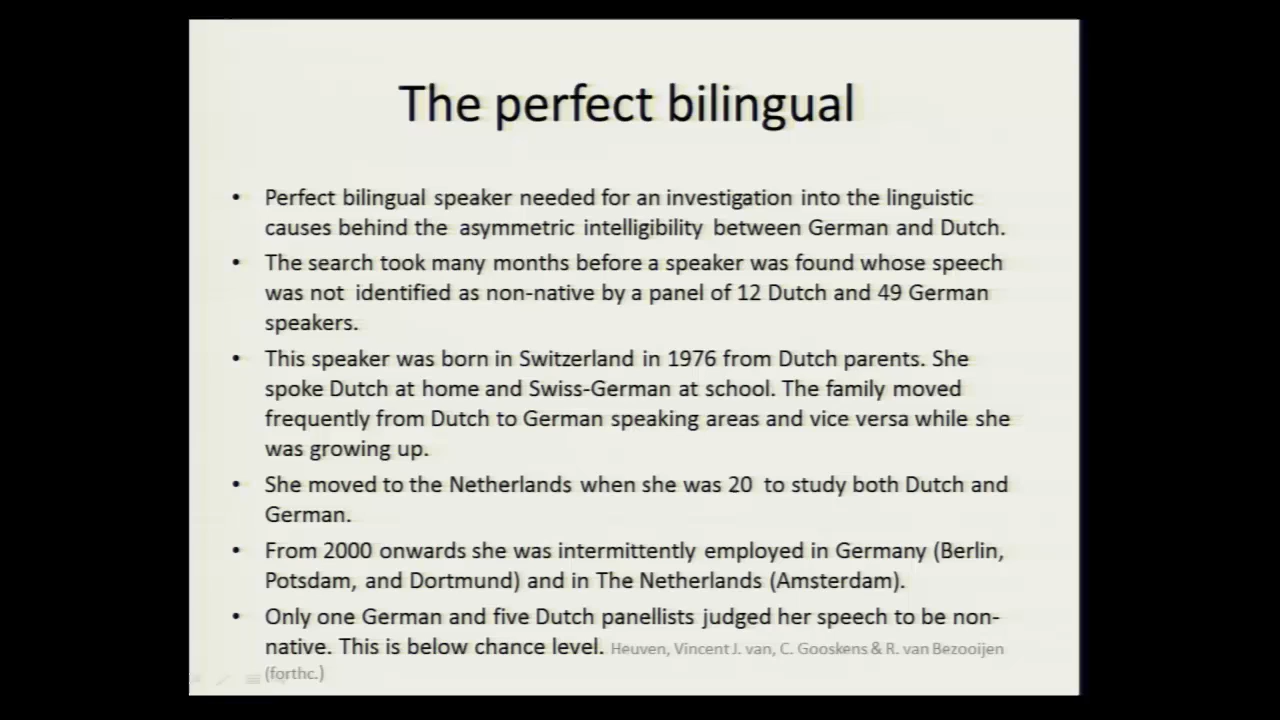 The perfect bilingual
• Perfect bilingual speaker needed for an investigation into the linguistic
causes behind the asymmetric intelligibility between German and Dutch.
• The search took many months before a speaker was found whose speech
was not identified as non-native by a panel of 12 Dutch and 49 German
speakers.
• This speaker was born in Switzerland in 1976 from Dutch parents. She
spoke Dutch at home and Swiss-German at school. The family moved
frequently from Dutch to German speaking areas and vice versa while she
was growing up.
• She moved to the Netherlands when she was 20 to study both Dutch and
German.
• From 2000 onwards she was intermittently employed in Germany (Berlin,
Potsdam, and Dortmund) and in The Netherlands (Amsterdam).
• Only one German and five Dutch panellists judged her speech to be non-
native. This is below chance level. Heuven, Vincent J. van, C. Gooskens & R. van Bezooijen
(forthc.)